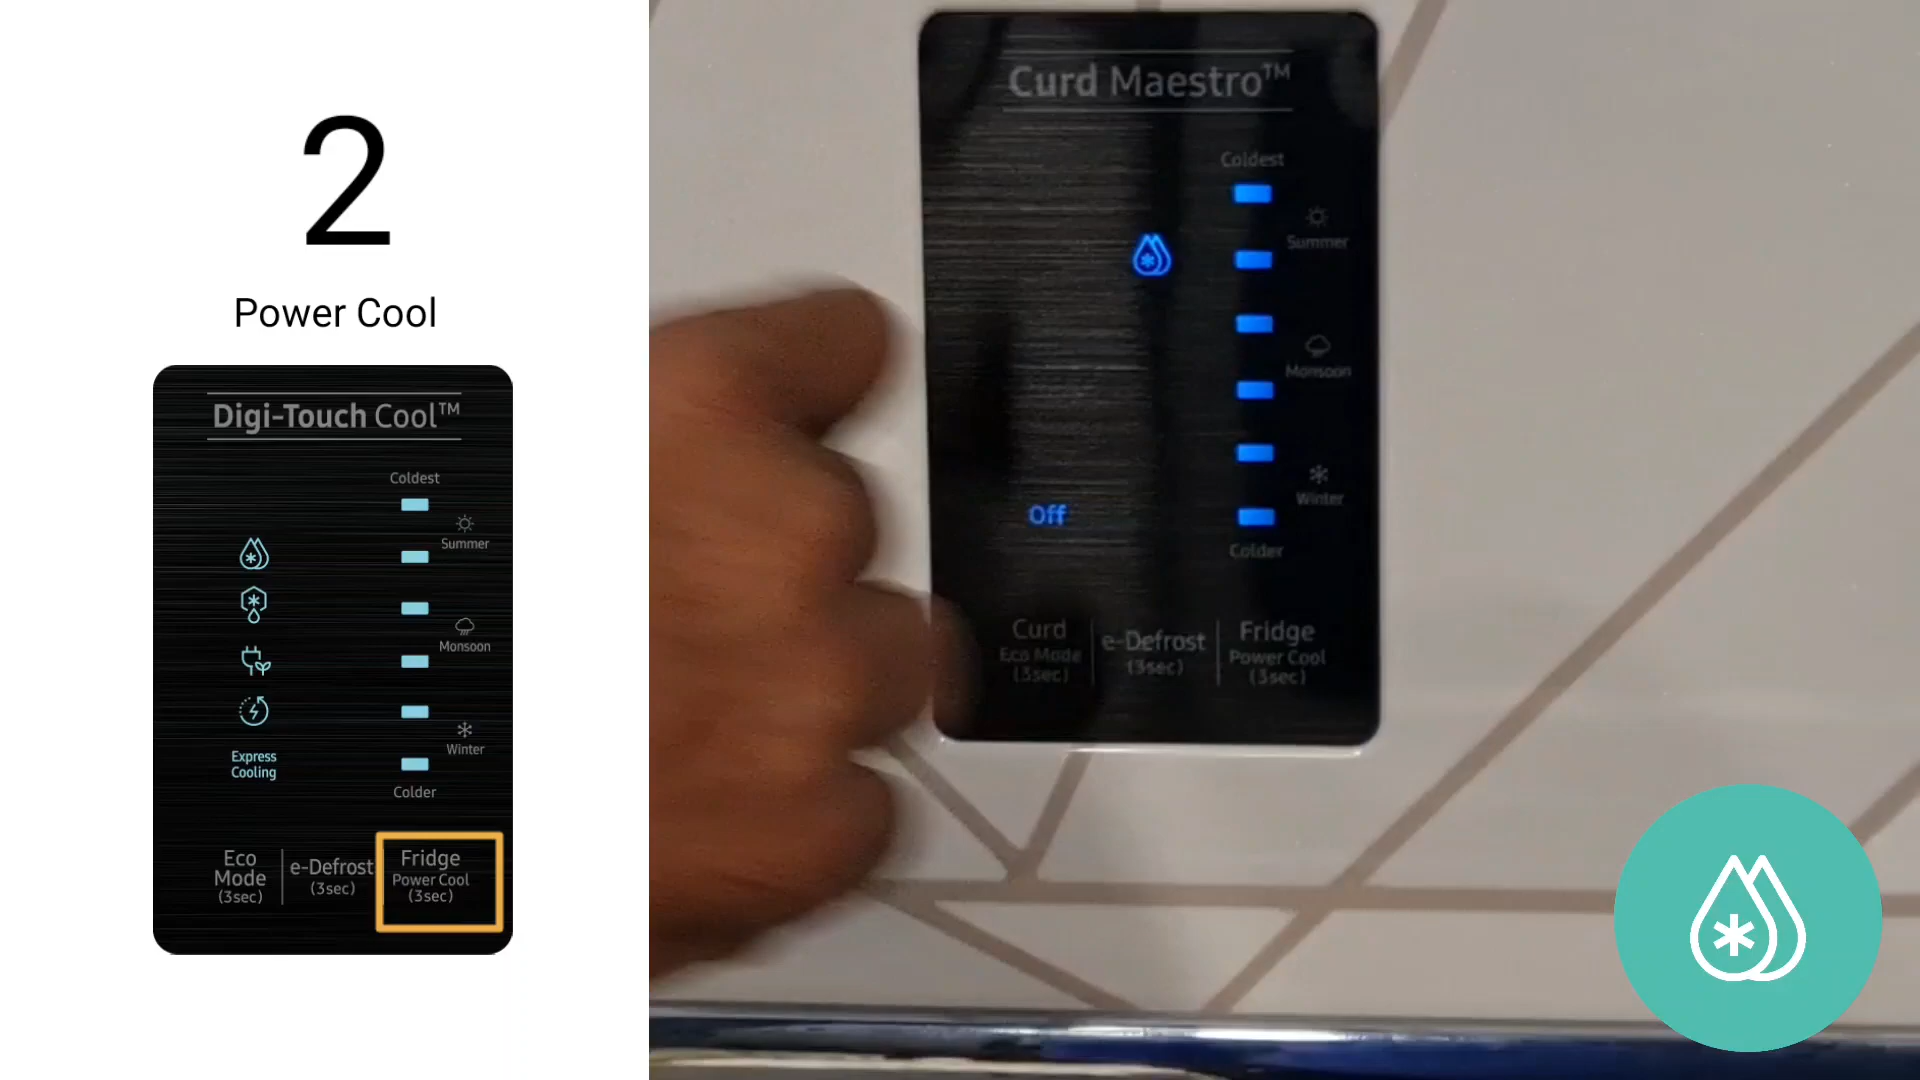 2
Power Cool
Digi-Touch Cool™
Coldest
Summer
Monsoon
Winter
Express
Cooling
Colder
Eco
Mode
(3sec)
e-Defrost
(3sec)
Fridge
Power Cool
(3sec)
Curd Maestro™
Coldest
Summer
Monsoon
Winter
Off
Colder
Curd
Eco Mode
(3sec)
e-Defrost
(3sec)
Fridge
Power Cool
(3sec)